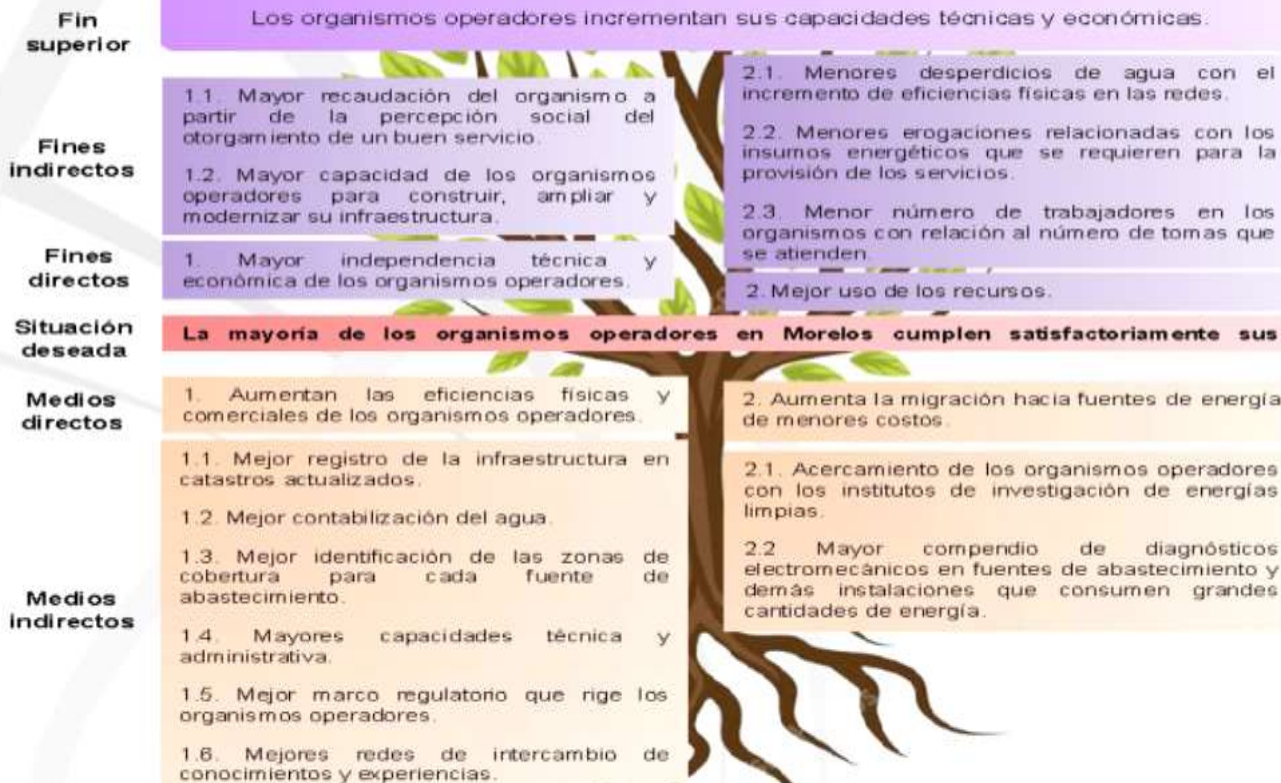 Fin
superior
Los organismos operadores incrementan sus capacidades técnicas y económicas.
Fines
indirectos
1.1. Mayor recaudación del organismo a
partir de la percepción social del
otorgamiento de un buen servicio.
1.2. Mayor capacidad de los organismos
operadores para construir, ampliar y
modernizar su infraestructura.
2.1. Menores desperdicios de agua con el
incremento de eficiencias físicas en las redes.
2.2. Menores erogaciones relacionadas con los
insumos energéticos que se requieren para la
provisión de los servicios.
2.3. Menor número de trabajadores en los
organismos con relación al número de tomas que
se atienden.
Fines
directos
1. Mayor independencia técnica y
económica de los organismos operadores.
2. Mejor uso de los recursos.
Situación
deseada
La mayoría de los organismos operadores en Morelos cumplen satisfactoriamente sus
Medios
directos
1. Aumentan las eficiencias físicas y
comerciales de los organismos operadores.
2. Aumenta la migración hacia fuentes de energía
de menores costos.
Medios
indirectos
1.1. Mejor registro de la infraestructura en
catastros actualizados.
1.2. Mejor contabilización del agua.
1.3. Mejor identificación de las zonas de
cobertura para cada fuente de
abastecimiento.
1.4. Mayores capacidades técnica y
administrativa.
1.5. Mejor marco regulatorio que rige los
organismos operadores.
1.6. Mejores redes de intercambio de
conocimientos y experiencias.
2.1. Acercamiento de los organismos operadores
con los institutos de investigación de energías
limpias.
2.2 Mayor compendio de diagnósticos
electromecánicos en fuentes de abastecimiento y
demás instalaciones que consumen grandes
cantidades de energía.